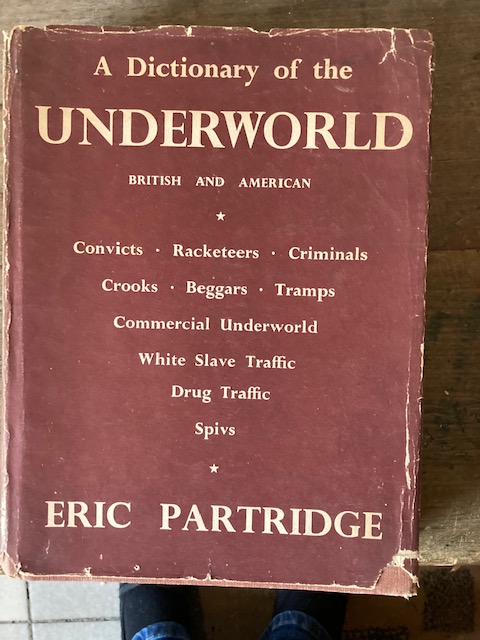 A Dictionary of the
UNDERWORLD
BRITISH AND AMERICAN
Convicts · Racketeers · Criminals
Crooks · Beggars · Tramps
Commercial Underworld
White Slave Traffic
Drug Traffic
Spivs
ERIC PARTRIDGE